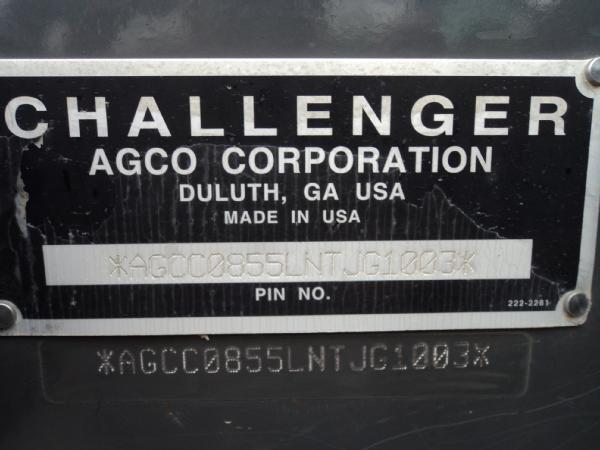 CHALLENGER
AGCO CORPORATION
DULUTH, GA USA
MADE IN USA
*AGCC0855LNTJG1003*
PIN NO.
222-2281
*AGCC0855LNTJG1003*